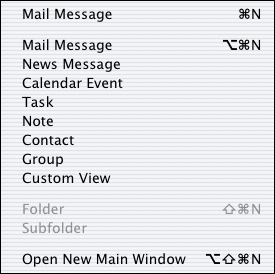 Mail Message ⌘N
Mail Message ⌥⌘N
News Message
Calendar Event
Task
Note
Contact
Group
Custom View
Folder ⇧⌘N
Subfolder
Open New Main Window ⌥⇧⌘N